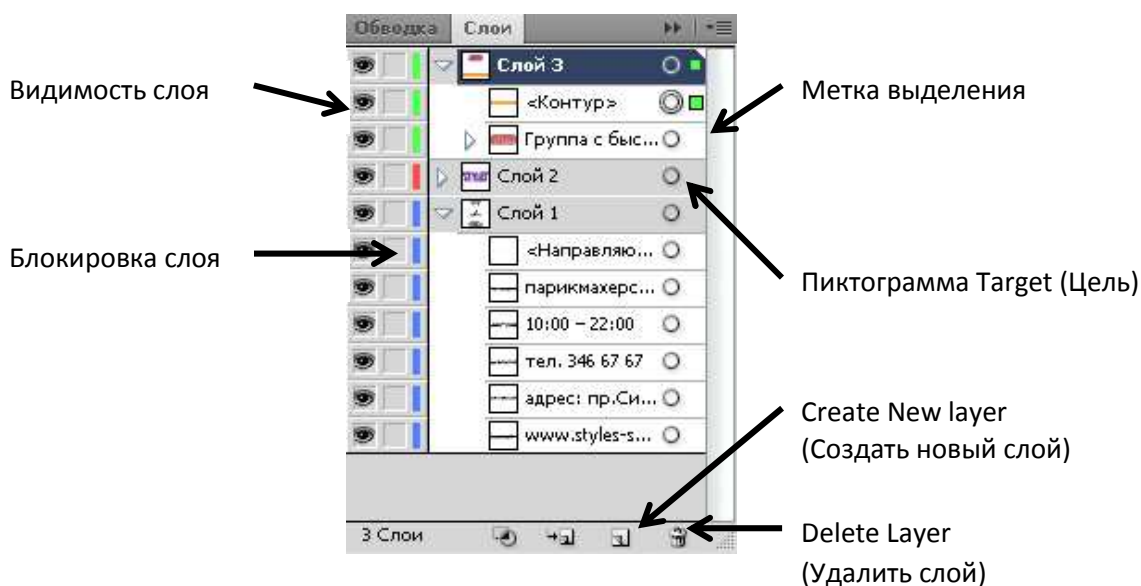 Обводка Слои
Видимость слоя
Блокировка слоя
Слой 3
<Контур>
Группа с быс...
Слой 2
Слой 1
<Направляю...
парикмахерс...
10:00 – 22:00
тел. 346 67 67
адрес: пр.Си...
www.styles-s...
3 Слои
Метка выделения
Пиктограмма Target (Цель)
Create New layer
(Создать новый слой)
Delete Layer
(Удалить слой)